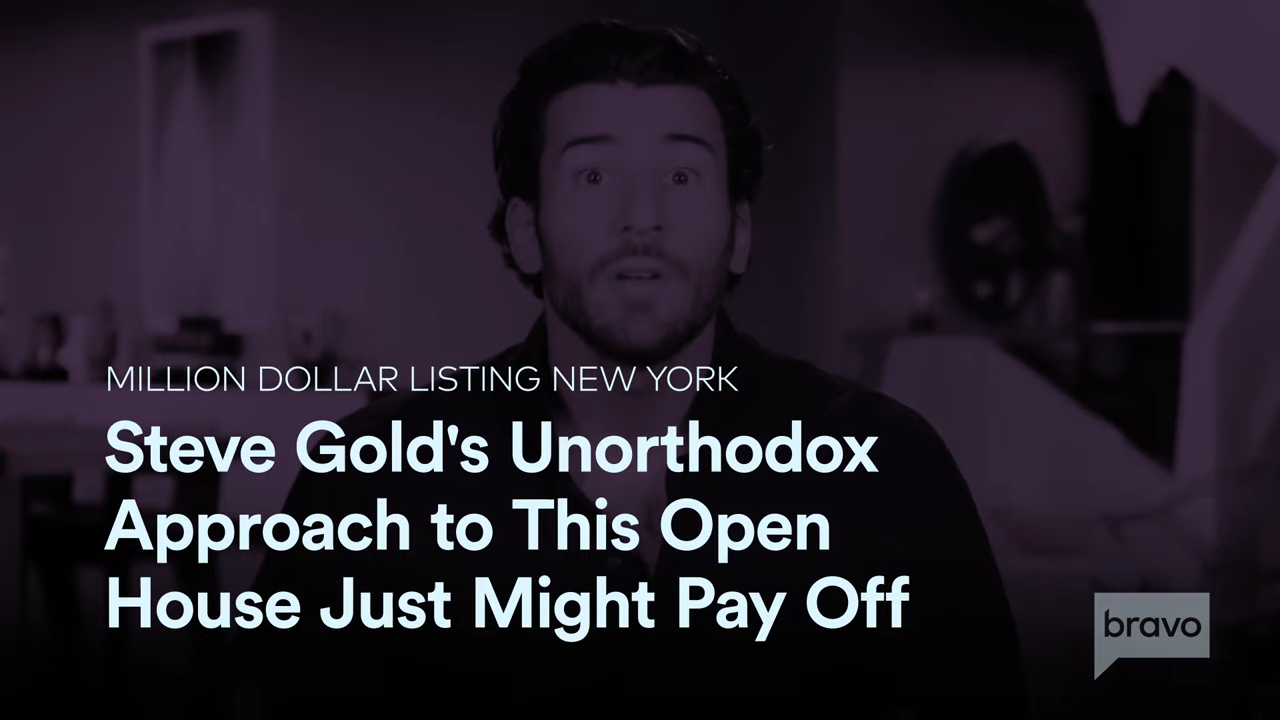 MILLION DOLLAR LISTING NEW YORK
Steve Gold's Unorthodox
Approach to This Open
House Just Might Pay Off
bravo